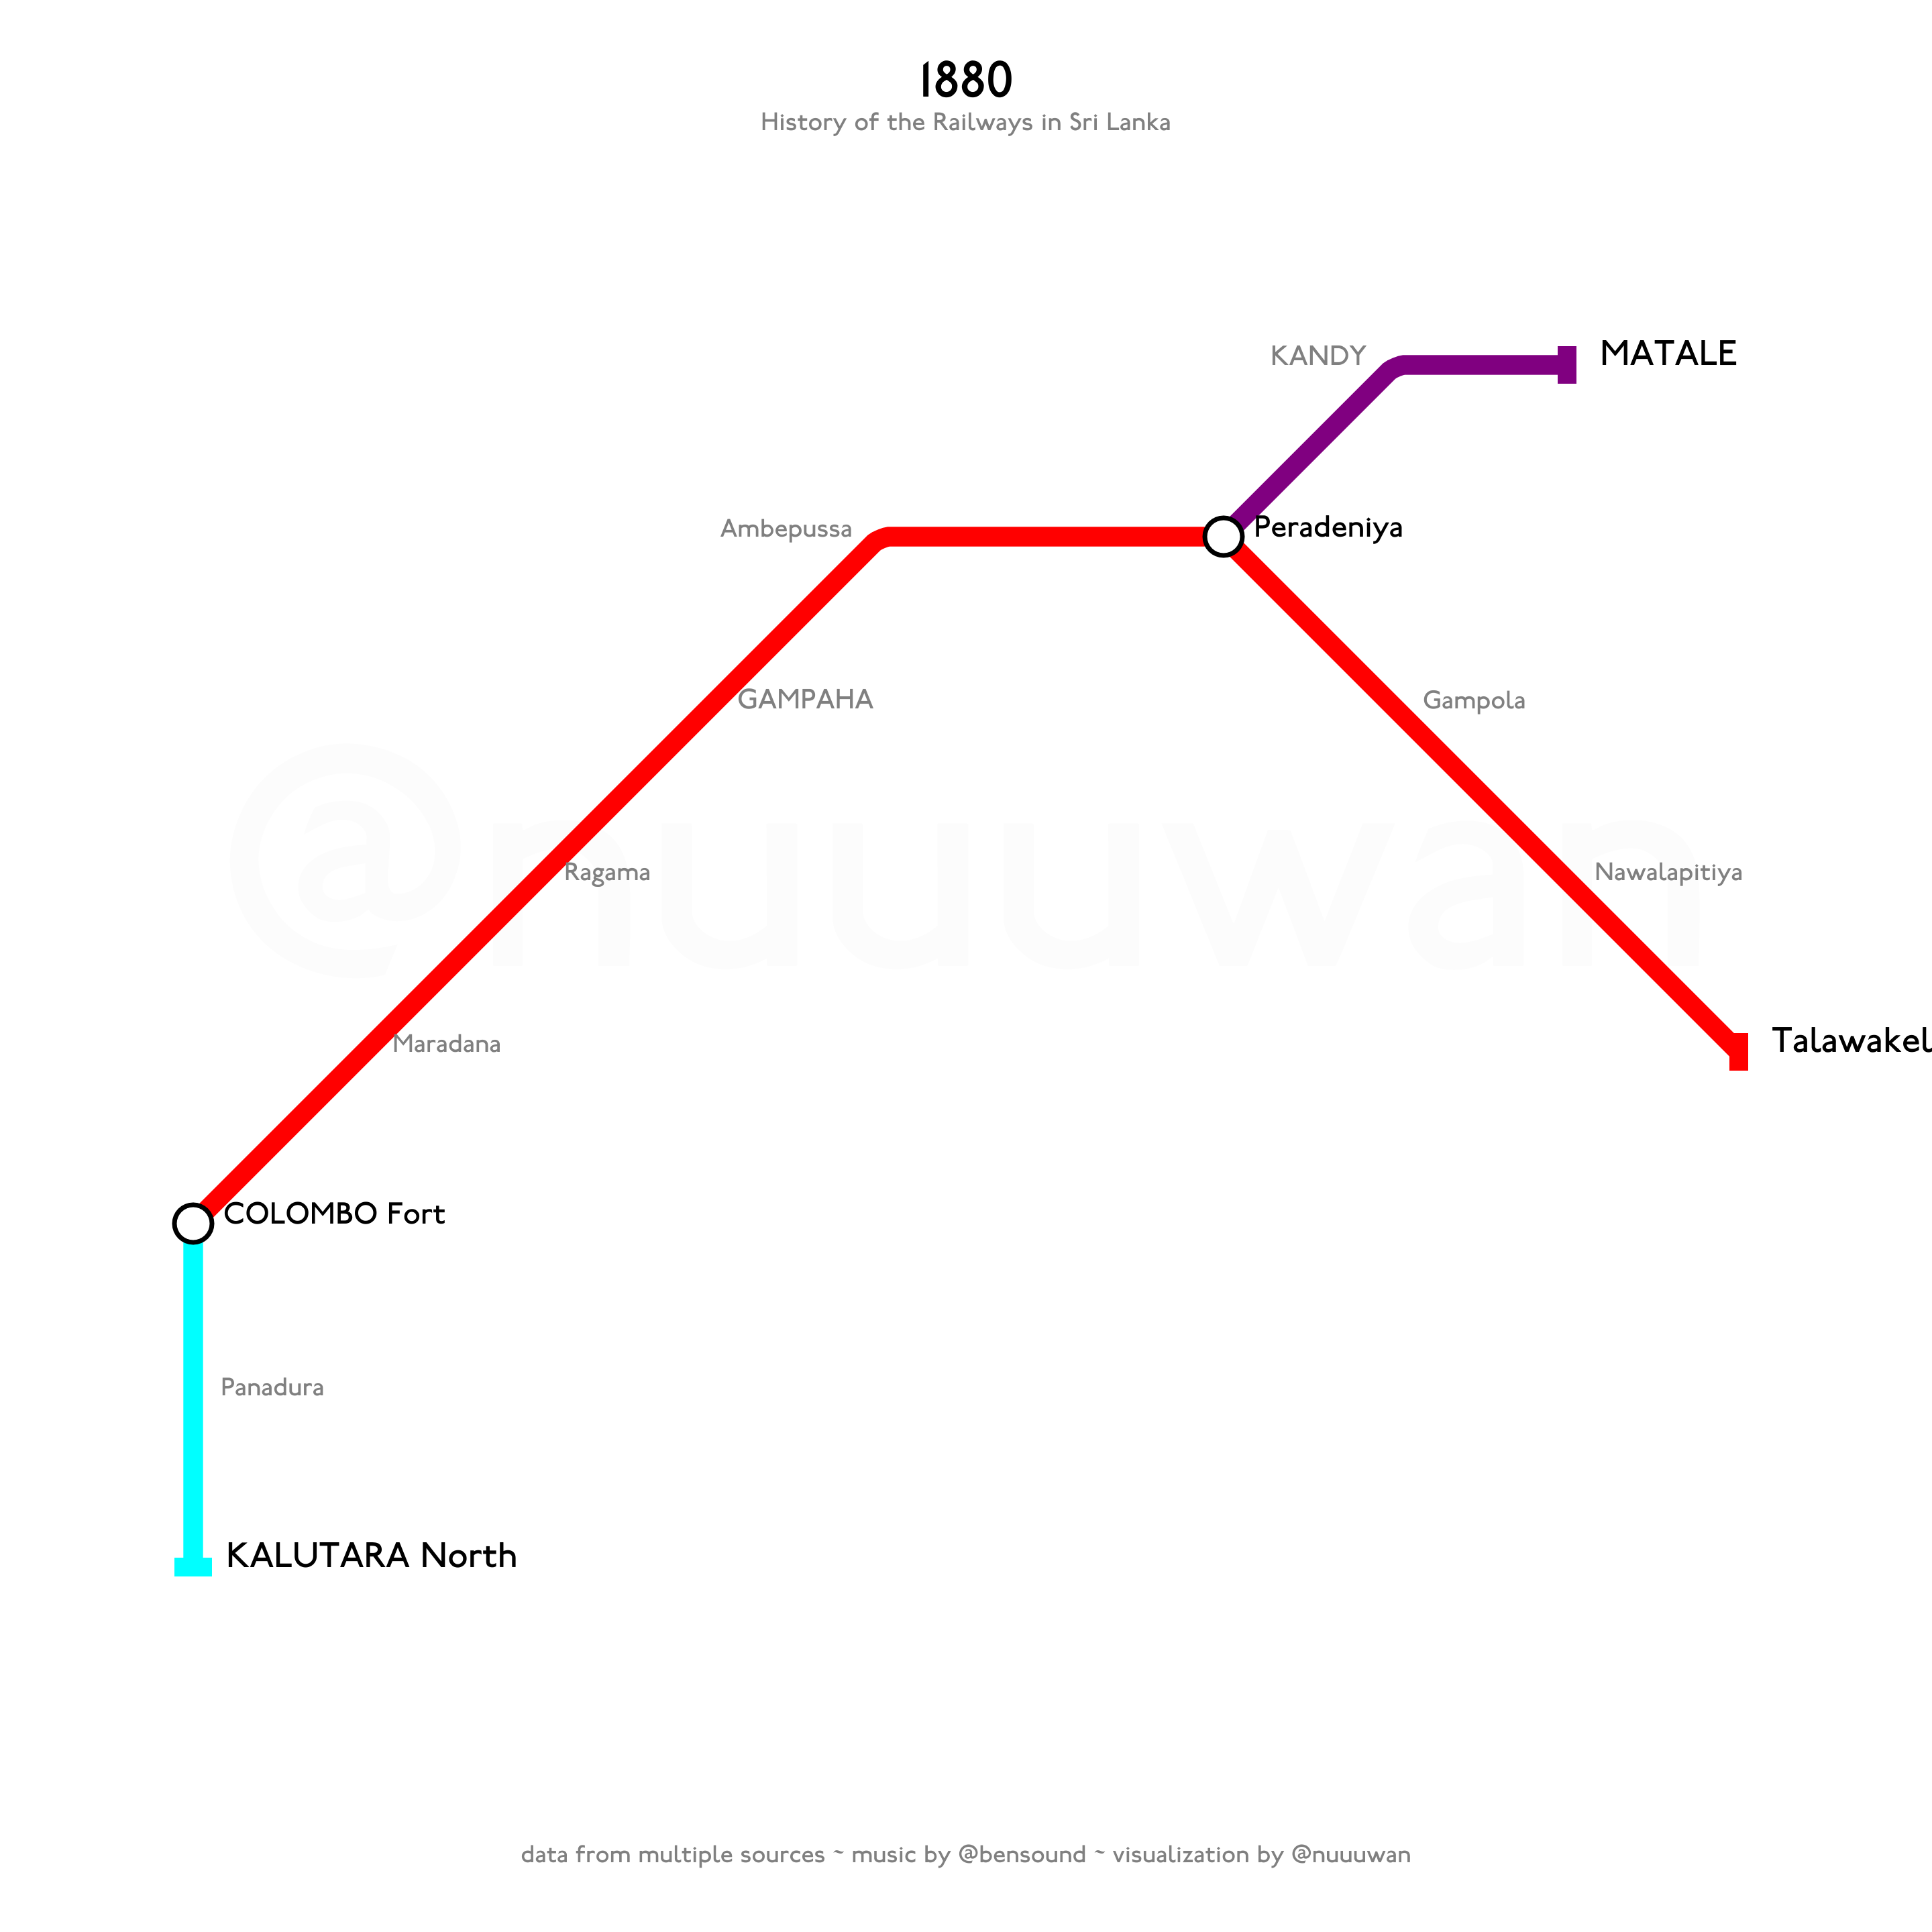 1880
History of the Railways in Sri Lanka
KANDY
MATALE
Ambepussa
Peradeniya
GAMPAHA
Gampola
@nuuuwan
Ragama
Nawalapitiya
Maradana
Talawakel
COLOMBO Fort
Panadura
KALUTARA North
data from multiple sources ~ music by @bensound ~ visualization by @nuuuwan